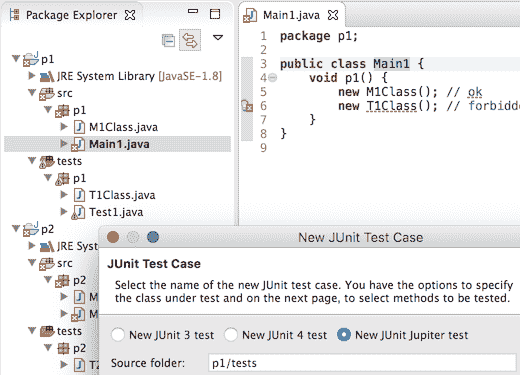 Package Explorer
p1
JRE System Library [JavaSE-1.8]
src
p1
M1Class.java
Main1.java
tests
p1
T1Class.java
Test1.java
p2
JRE Syst
src
p2
M
M
tests
p2
T2
Main1.java
1 package p1;
2
3 public class Main1 {
4 void p1() {
5 new M1Class(); // ok
6 new T1Class(); // forbidde
7 }
8 }
9
New JUnit Test Case
JUnit Test Case
Select the name of the new JUnit test case. You have the options to specify
the class under test and on the next page, to select methods to be tested.
New JUnit 3 test New JUnit 4 test New JUnit Jupiter test
Source folder: p1/tests